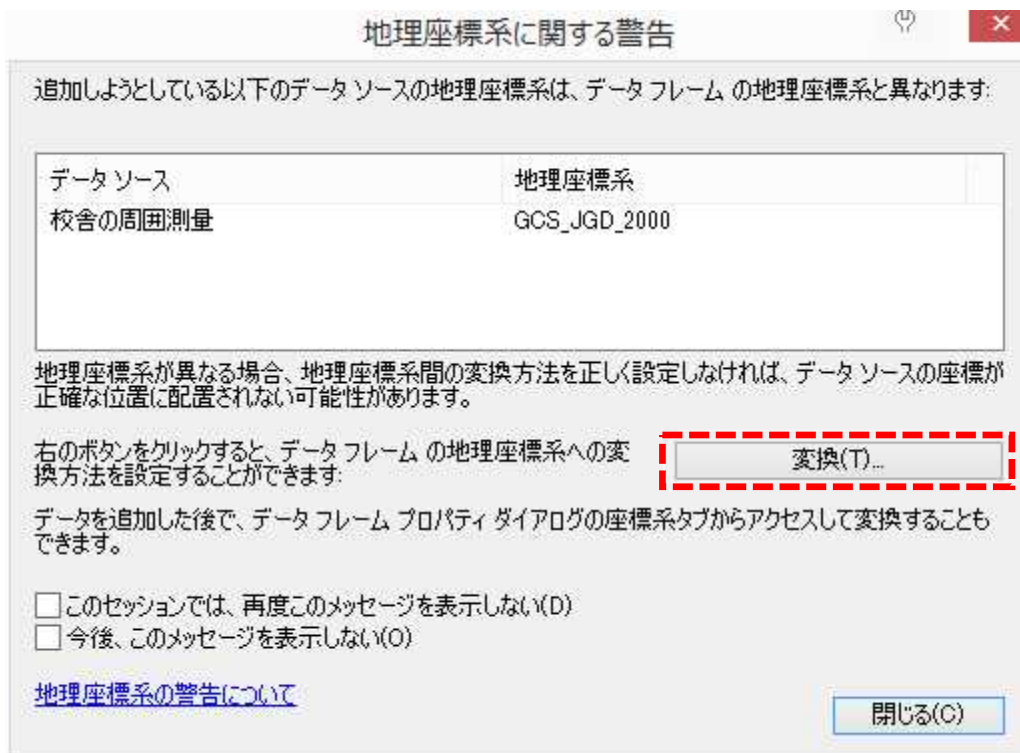 地理座標系に関する警告
追加しようとしている以下のデータ ソースの地理座標系は、データ フレーム の地理座標系と異なります:
データ ソース 地理座標系
校舎の周囲測量 GCS_JGD_2000
地理座標系が異なる場合、地理座標系間の変換方法を正しく設定しなければ、データ ソースの座標が
正確な位置に配置されない可能性があります。
右のボタンをクリックすると、データ フレーム の地理座標系への変
換方法を設定することができます:
変換(T)...
データを追加した後で、データ フレーム プロパティ ダイアログの座標系タブからアクセスして変換することも
できます。
このセッションでは、再度このメッセージを表示しない(D)
今後、このメッセージを表示しない(O)
地理座標系の警告について
閉じる(C)